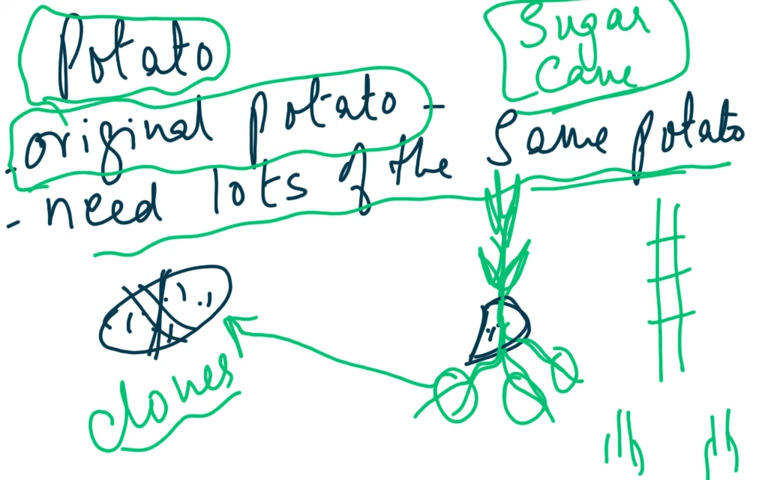 Potato
Sugar
Cane
- original potato -
- need lots of the same potato
clones